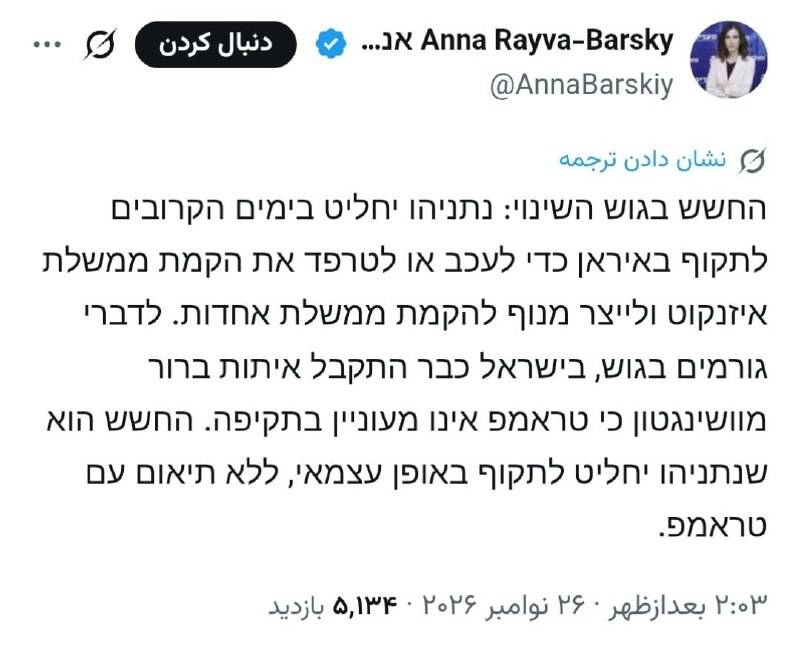 Anna Rayva-Barsky אנ...
دنبال کردن
@AnnaBarskiy
نشان دادن ترجمه
החשש בגוש השינוי: נתניהו יחליט בימים הקרובים
לתקוף באיראן כדי לעכב או לטרפד את הקמת ממשלת
איזנקוט ולייצר מנוף להקמת ממשלת אחדות. לדברי
גורמים בגוש, בישראל כבר התקבל איתות ברור
מוושינגטון כי טראמפ אינו מעוניין בתקיפה. החשש הוא
שנתניהו יחליט לתקוף באופן עצמאי, ללא תיאום עם
טראמפ.
۲:۰۳ بعدازظهر · ۲۶ نوامبر ۲۰۲۶ · ۵,۱۳۴ بازدید